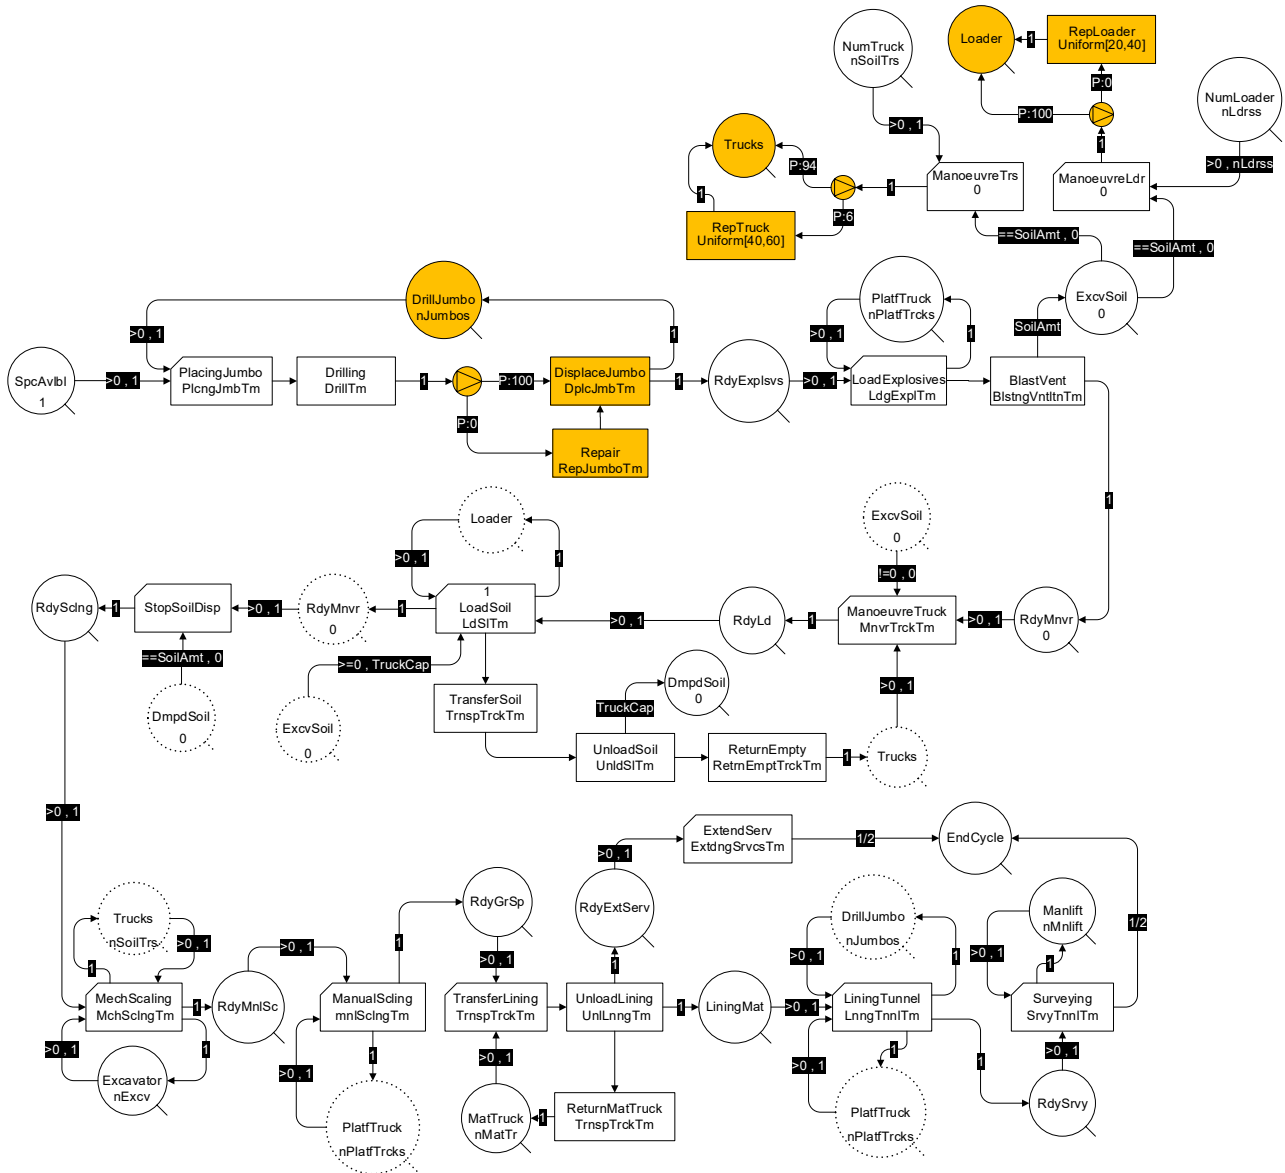 NumTruck
nSoilTrs
Loader
1
RepLoader
Uniform[20,40]
NumLoader
nLdrss
P:0
P:100
>0 , 1
1
Trucks
P:94
1
ManoeuvreTrs
0
ManoeuvreLdr
0
>0 , nLdrss
1
P:6
RepTruck
Uniform[40,60]
==SoilAmt , 0
==SoilAmt , 0
DrillJumbo
nJumbos
PlatfTruck
nPlatfTrcks
ExcvSoil
0
>0 , 1
1
>0 , 1
1
SoilAmt
SpcAvlbl
1
>0 , 1
PlacingJumbo
PlcngJmbTm
Drilling
DrillTm
1
P:100
DisplaceJumbo
DplcJmbTm
1
RdyExplsvs
>0 , 1
LoadExplosives
LdgExplTm
BlastVent
BlstngVntltnTm
P:0
Repair
RepJumboTm
1
Loader
ExcvSoil
0
>0 , 1
1
!=0 , 0
RdySclng
1
StopSoilDisp
>0 , 1
RdyMnvr
0
1
1
LoadSoil
LdSlTm
>0 , 1
RdyLd
1
ManoeuvreTruck
MnvrTrckTm
>0 , 1
RdyMnvr
0
==SoilAmt , 0
>=0 , TruckCap
DmpdSoil
0
>0 , 1
DmpdSoil
0
ExcvSoil
0
TransferSoil
TrnspTrckTm
TruckCap
UnloadSoil
UnldSlTm
ReturnEmpty
RetrnEmptTrckTm
1
Trucks
>0 , 1
ExtendServ
ExtdngSrvcsTm
1/2
EndCycle
>0 , 1
Trucks
nSoilTrs
>0 , 1
1
RdyGrSp
RdyExtServ
DrillJumbo
nJumbos
Manlift
nMnlift
1/2
>0 , 1
1
>0 , 1
1
>0 , 1
1
>0 , 1
1
MechScaling
MchSclngTm
1
RdyMnlSc
ManualScling
mnlSclngTm
TransferLining
TrnspTrckTm
UnloadLining
UnlLnngTm
1
LiningMat
>0 , 1
LiningTunnel
LnngTnnlTm
Surveying
SrvyTnnlTm
>0 , 1
1
>0 , 1
1
>0 , 1
>0 , 1
1
1
>0 , 1
Excavator
nExcv
PlatfTruck
nPlatfTrcks
MatTruck
nMatTr
1
ReturnMatTruck
TrnspTrckTm
PlatfTruck
nPlatfTrcks
RdySrvy